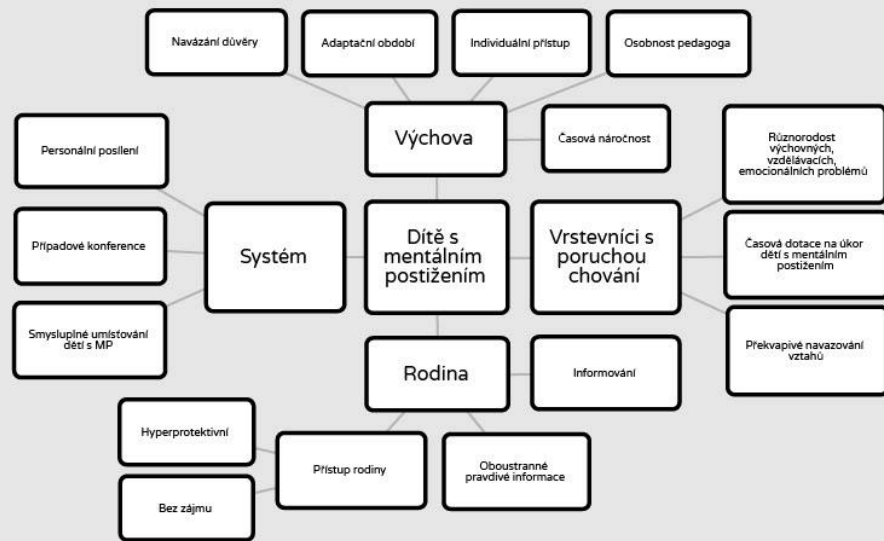 Navázání důvěry
Adaptační období
Individuální přístup
Osobnost pedagoga
Výchova
Časová náročnost
Personální posílení
Případové konference
Smysluplné umísťování
dětí s MP
Systém
Dítě s
mentálním
postižením
Vrstevníci s
poruchou
chování
Různorodost
výchovných,
vzdělávacích,
emocionálních problémů
Časová dotace na úkor
dětí s mentálním
postižením
Překvapivé navazování
vztahů
Rodina
Informování
Hyperprotektivní
Bez zájmu
Přístup rodiny
Oboustranné
pravdivé informace